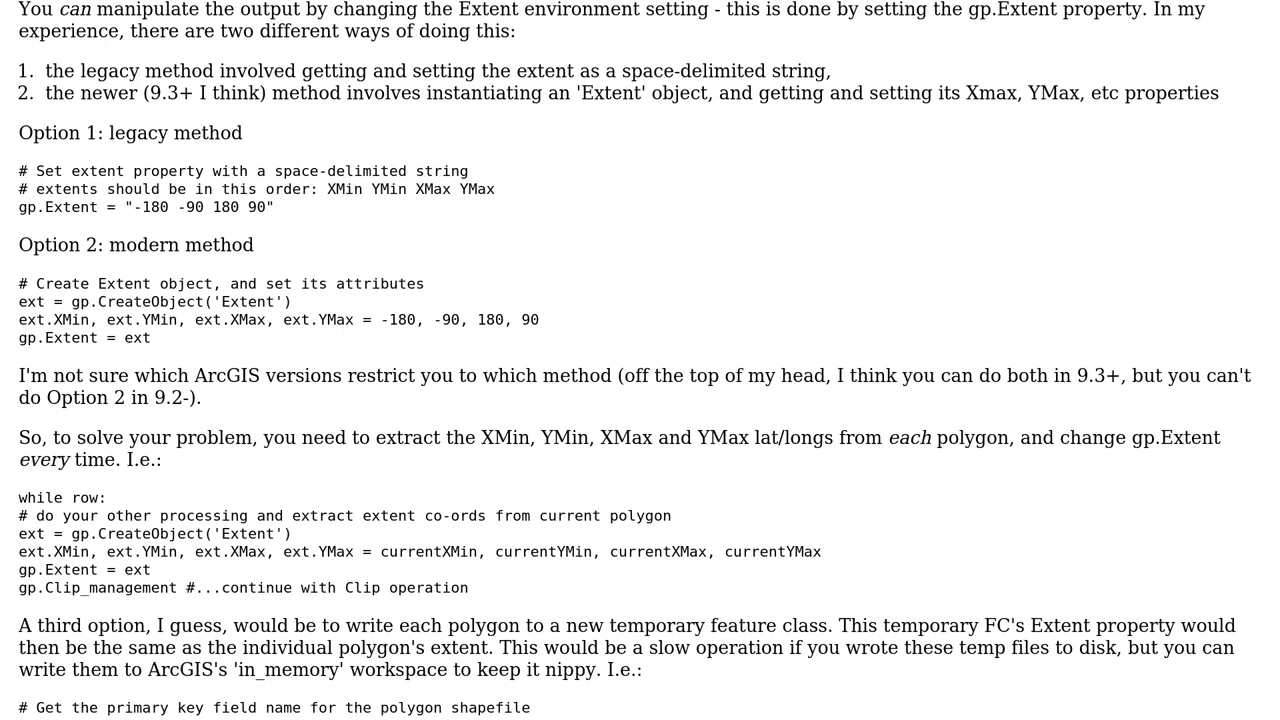 You can manipulate the output by changing the Extent environment setting - this is done by setting the gp.Extent property. In my
experience, there are two different ways of doing this:
1. the legacy method involved getting and setting the extent as a space-delimited string,
2. the newer (9.3+ I think) method involves instantiating an 'Extent' object, and getting and setting its Xmax, YMax, etc properties
Option 1: legacy method
# Set extent property with a space-delimited string
# extents should be in this order: XMin YMin XMax YMax
gp.Extent = "-180 -90 180 90"
Option 2: modern method
# Create Extent object, and set its attributes
ext = gp.CreateObject('Extent')
ext.XMin, ext.YMin, ext.XMax, ext.YMax = -180, -90, 180, 90
gp.Extent = ext
I'm not sure which ArcGIS versions restrict you to which method (off the top of my head, I think you can do both in 9.3+, but you can't
do Option 2 in 9.2-).
So, to solve your problem, you need to extract the XMin, YMin, XMax and YMax lat/longs from each polygon, and change gp.Extent
every time. I.e.:
while row:
# do your other processing and extract extent co-ords from current polygon
ext = gp.CreateObject('Extent')
ext.XMin, ext.YMin, ext.XMax, ext.YMax = currentXMin, currentYMin, currentXMax, currentYMax
gp.Extent = ext
gp.Clip_management #...continue with Clip operation
A third option, I guess, would be to write each polygon to a new temporary feature class. This temporary FC's Extent property would
then be the same as the individual polygon's extent. This would be a slow operation if you wrote these temp files to disk, but you can
write them to ArcGIS's 'in_memory' workspace to keep it nippy. I.e.:
# Get the primary key field name for the polygon shapefile